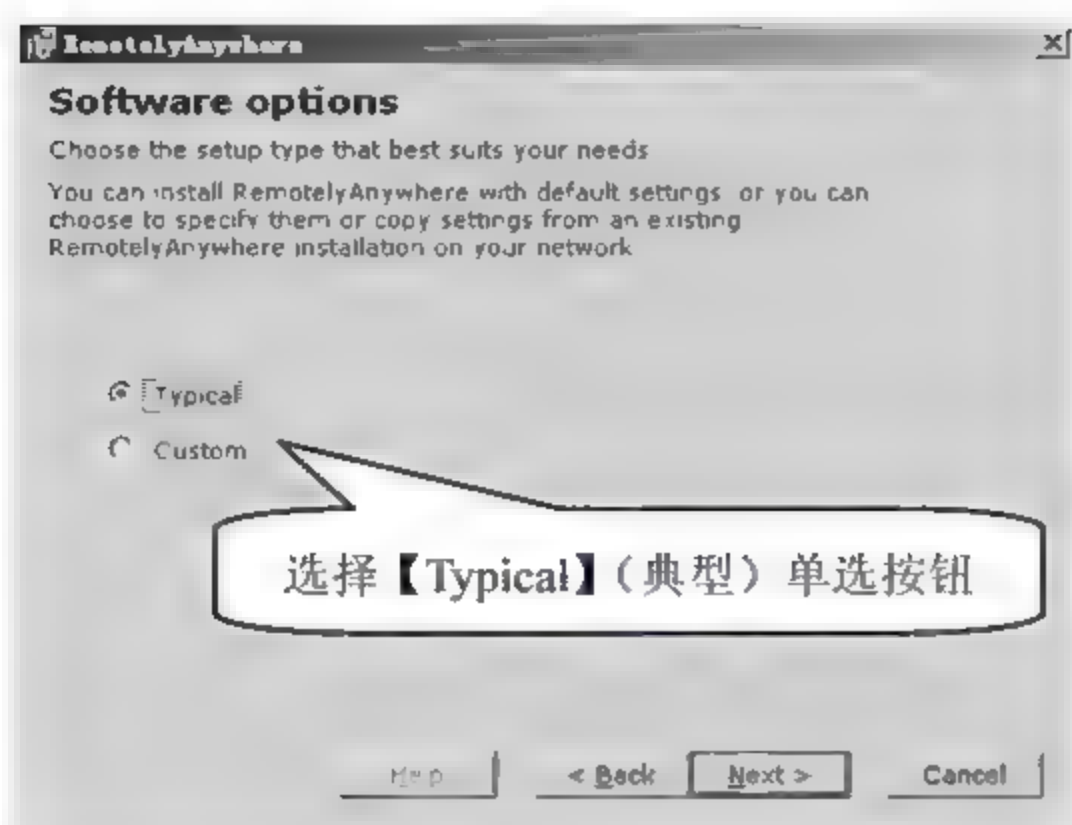 RemotelyAnywhere
Software options
Choose the setup type that best suits your needs
You can install RemotelyAnywhere with default settings or you can
choose to specify them or copy settings from an existing
RemotelyAnywhere installation on your network
Typical
Custom
选择【Typical】（典型）单选按钮
Help
< Back
Next >
Cancel